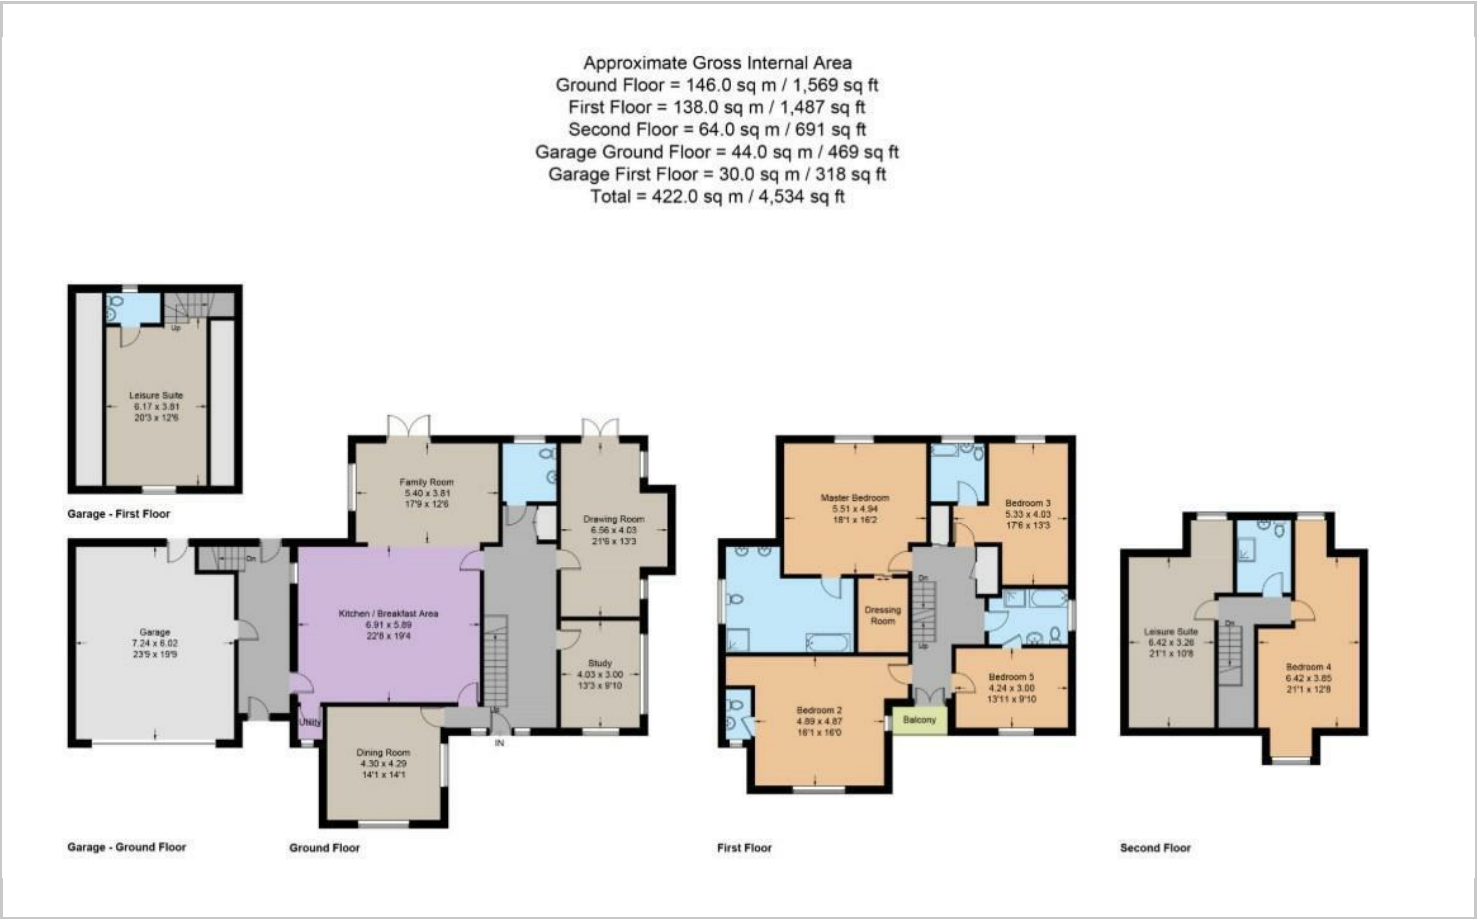 Approximate Gross Internal Area
Ground Floor = 146.0 sq m / 1,569 sq ft
First Floor = 138.0 sq m / 1,487 sq ft
Second Floor = 64.0 sq m / 691 sq ft
Garage Ground Floor = 44.0 sq m / 469 sq ft
Garage First Floor = 30.0 sq m / 318 sq ft
Total = 422.0 sq m / 4,534 sq ft
Up
Leisure Suite
6.17 x 3.81
20'3 x 12'6
Garage - First Floor
Dn
Garage
7.24 x 6.02
23'9 x 19'9
Garage - Ground Floor
Family Room
5.40 x 3.81
17'9 x 12'6
Drawing Room
6.56 x 4.03
21'6 x 13'3
Kitchen / Breakfast Area
6.91 x 5.89
22'8 x 19'4
Study
4.03 x 3.00
13'3 x 9'10
Utility
Up
IN
Dining Room
4.30 x 4.29
14'1 x 14'1
Ground Floor
Master Bedroom
5.51 x 4.94
18'1 x 16'2
Bedroom 3
5.33 x 4.03
17'6 x 13'3
Dn
Dressing
Room
Up
Bedroom 5
4.24 x 3.00
13'11 x 9'10
Bedroom 2
4.89 x 4.87
16'1 x 16'0
Balcony
First Floor
Dn
Leisure Suite
6.42 x 3.26
21'1 x 10'8
Bedroom 4
6.42 x 3.85
21'1 x 12'8
Second Floor